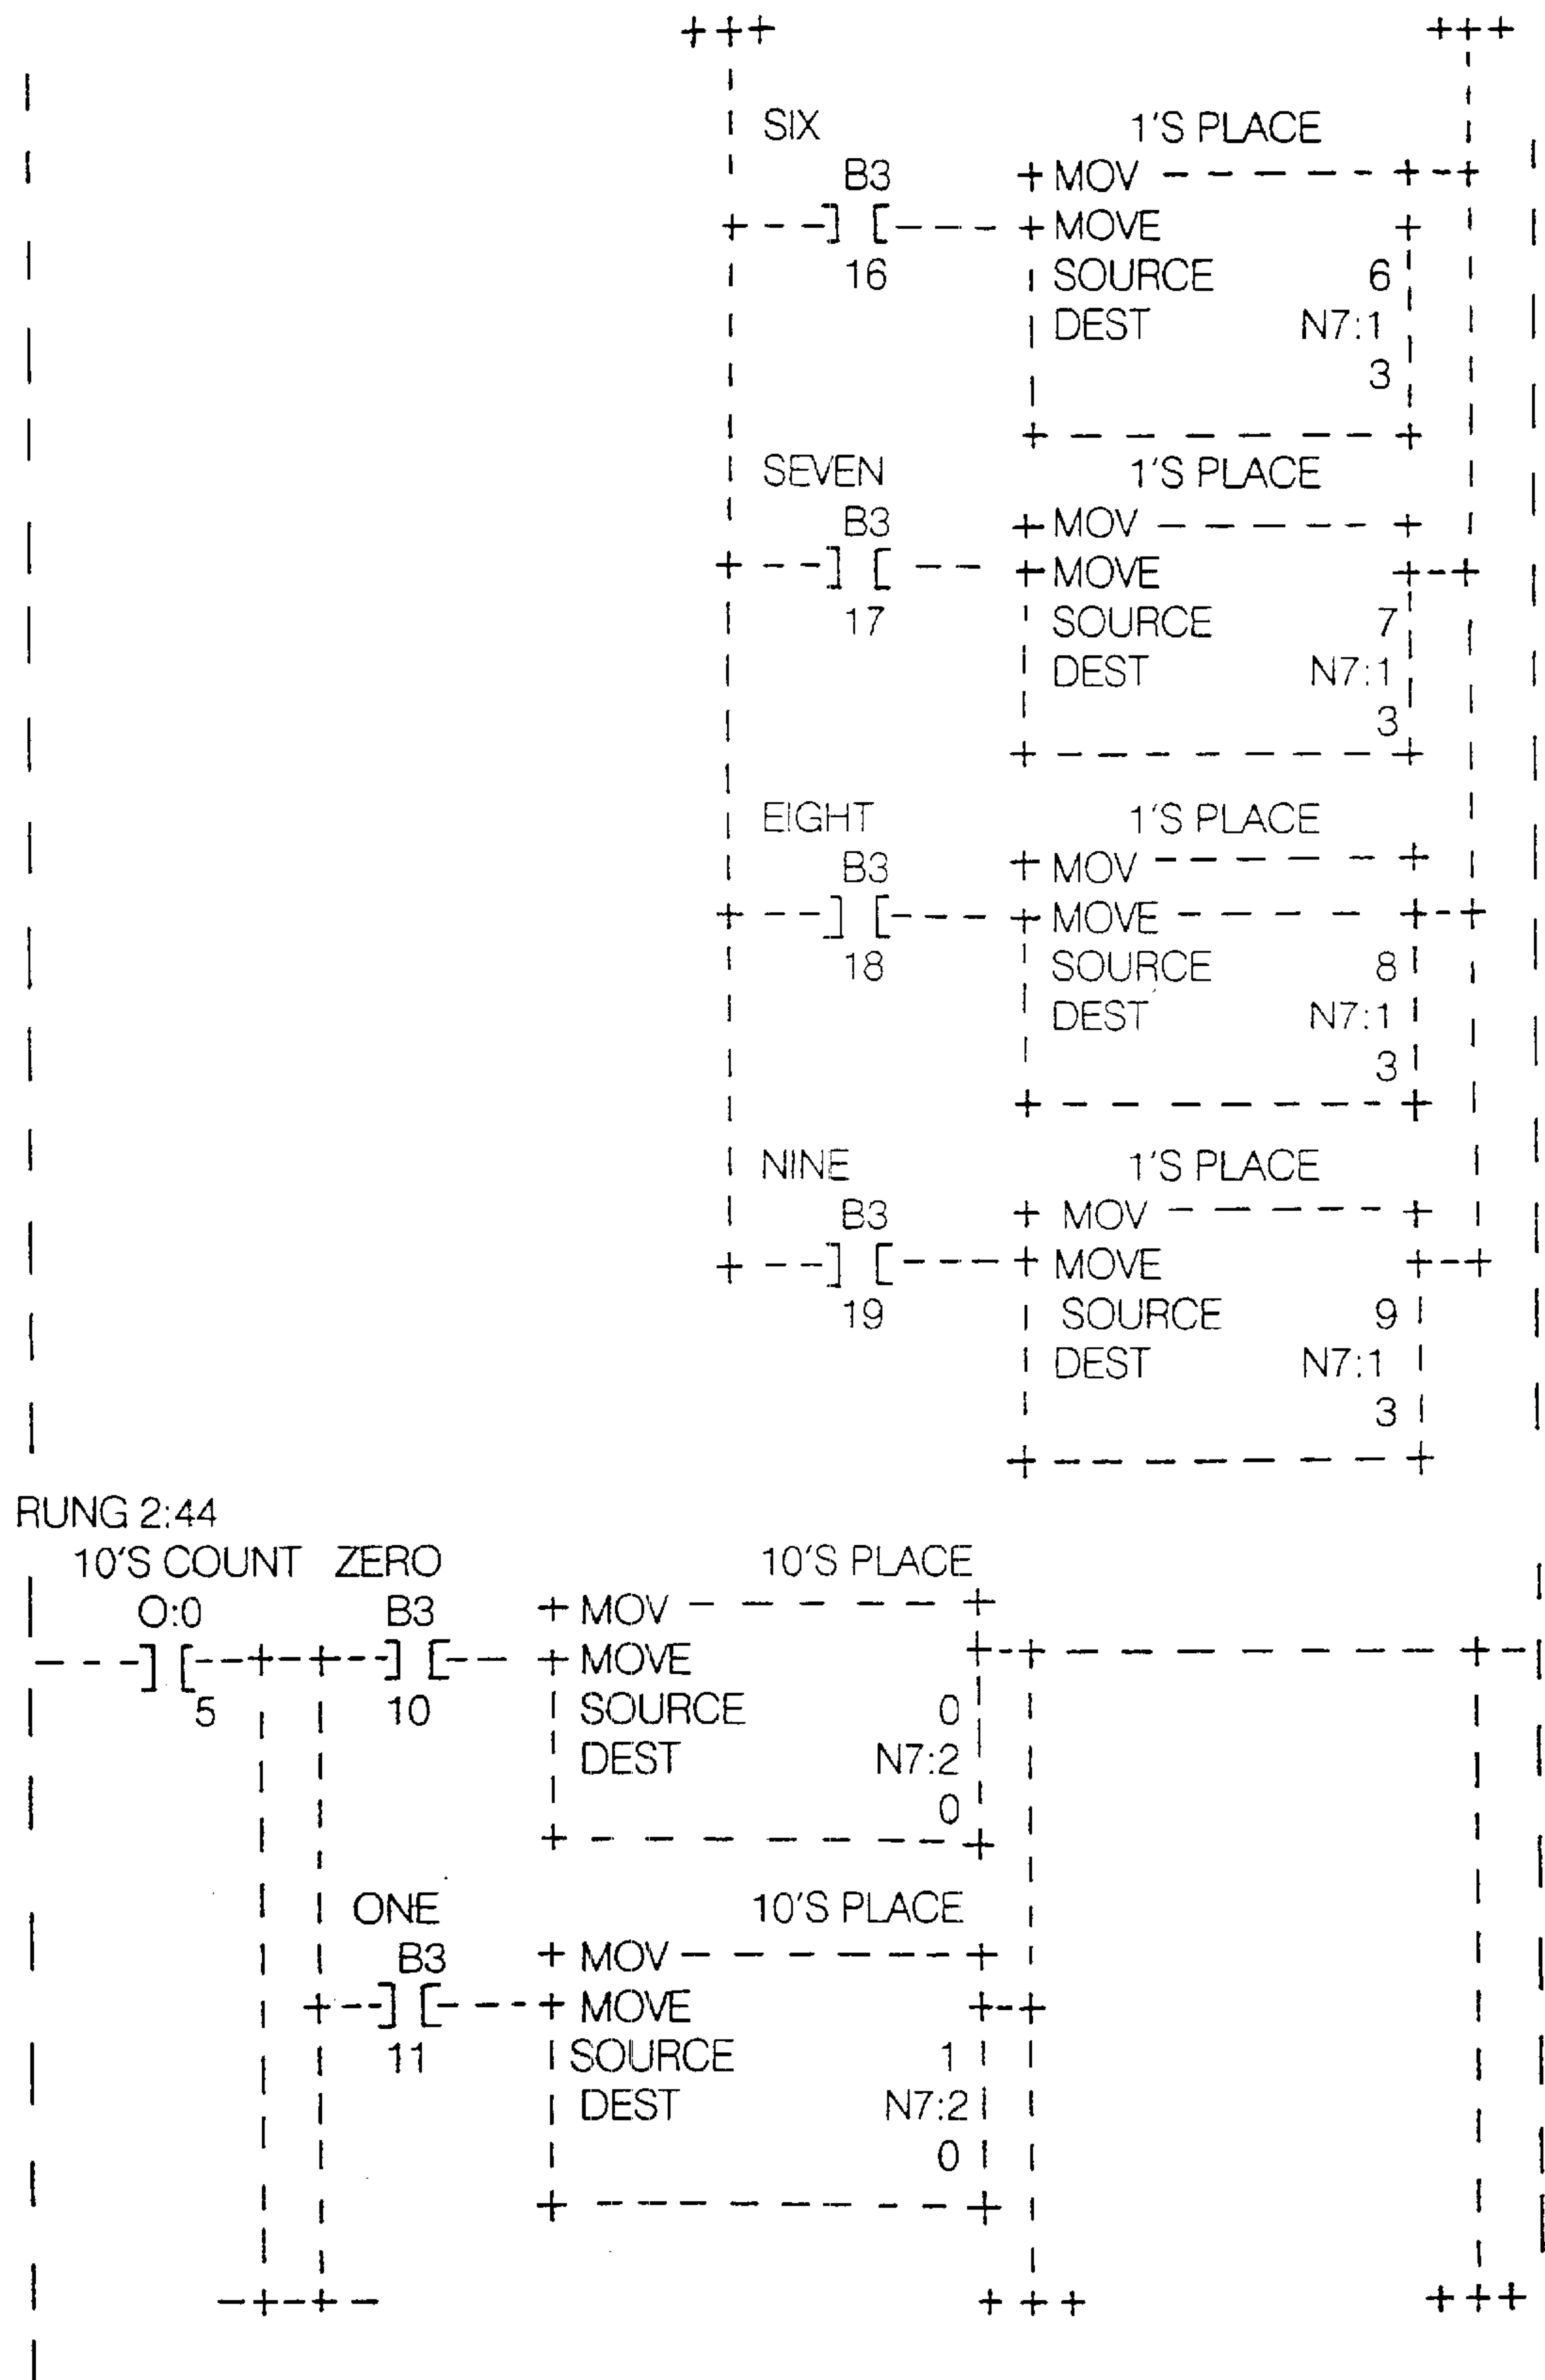 SIX 1'S PLACE
B3 MOV
] [ MOVE
16 SOURCE 6
DEST N7:1
3
SEVEN 1'S PLACE
B3 MOV
] [ MOVE
17 SOURCE 7
DEST N7:1
3
EIGHT 1'S PLACE
B3 MOV
] [ MOVE
18 SOURCE 8
DEST N7:1
3
NINE 1'S PLACE
B3 MOV
] [ MOVE
19 SOURCE 9
DEST N7:1
3
RUNG 2:44
10'S COUNT ZERO 10'S PLACE
O:0 B3 MOV
] [ ] [ MOVE
5 10 SOURCE 0
DEST N7:2
0
ONE 10'S PLACE
B3 MOV
] [ MOVE
11 SOURCE 1
DEST N7:2
0